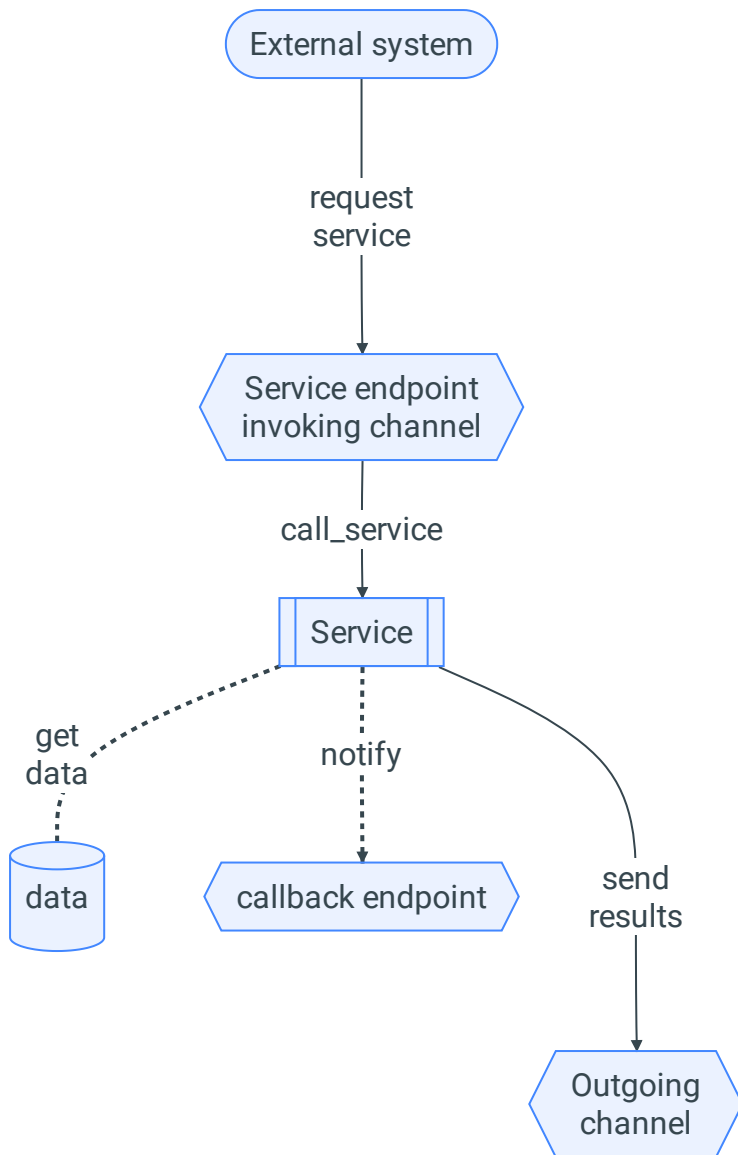 External system
request
service
Service endpoint
invoking channel
call_service
Service
get
data
notify
data
callback endpoint
send
results
Outgoing
channel